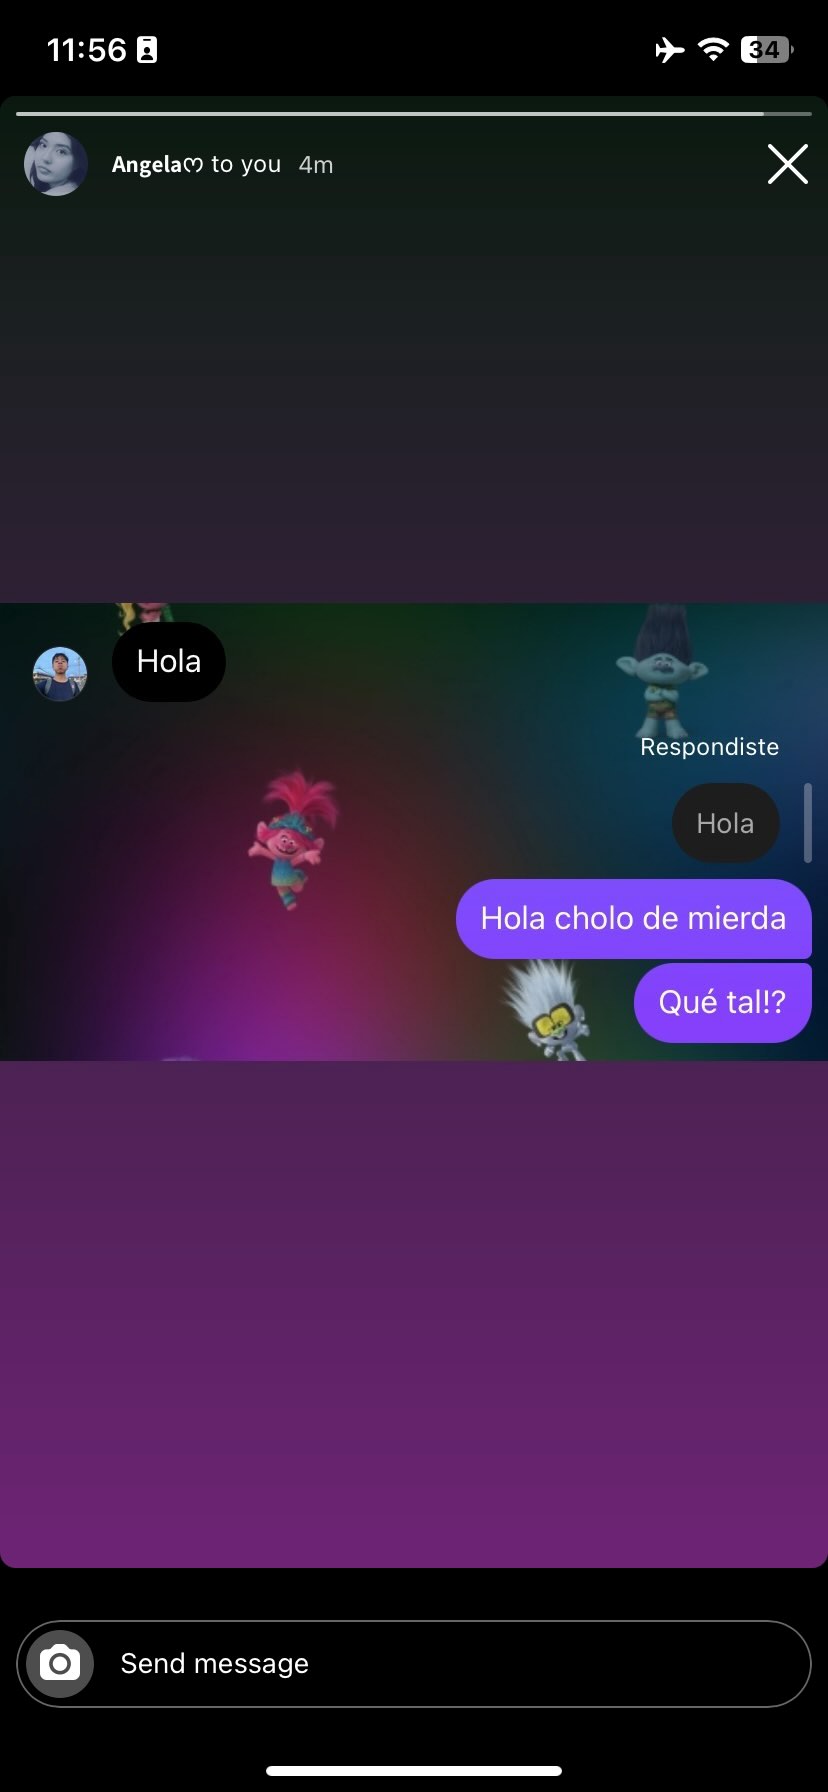 11:56
34
Angela♡ to you 4m
Hola
Respondiste
Hola
Hola cholo de mierda
Qué tal!?
Send message